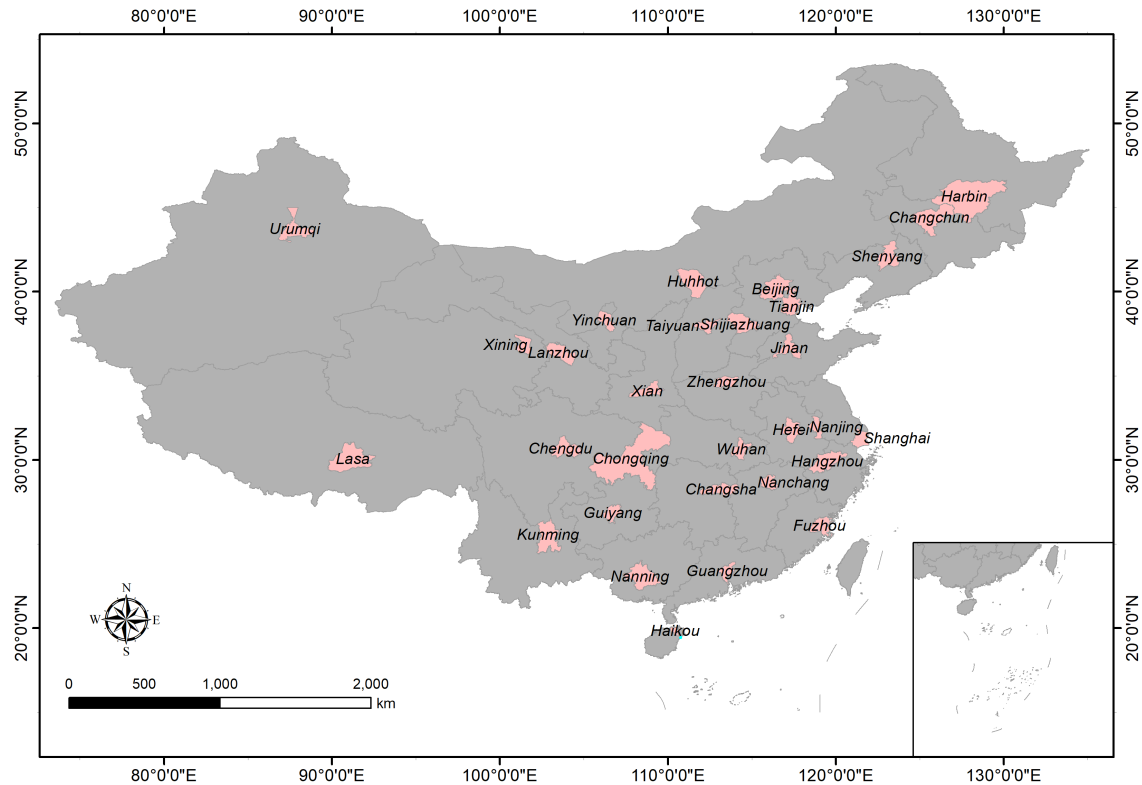 80°0'0"E 90°0'0"E 100°0'0"E 110°0'0"E 120°0'0"E 130°0'0"E
50°0'0"N 50°0'0"N
Harbin
Changchun
Urumqi
Shenyang
Huhhot
Beijing
40°0'0"N 40°0'0"N
Tianjin
Yinchuan
Taiyuan Shijiazhuang
Xining
Lanzhou
Jinan
Zhengzhou
Xian
Hefei Nanjing
Shanghai
Chengdu
Wuhan
Lasa
Chongqing
Hangzhou
30°0'0"N 30°0'0"N
Nanchang
Changsha
Guiyang
Fuzhou
Kunming
Guangzhou
Nanning
N
W E
S
Haikou
20°0'0"N 20°0'0"N
0 500 1,000 2,000
km
80°0'0"E 90°0'0"E 100°0'0"E 110°0'0"E 120°0'0"E 130°0'0"E